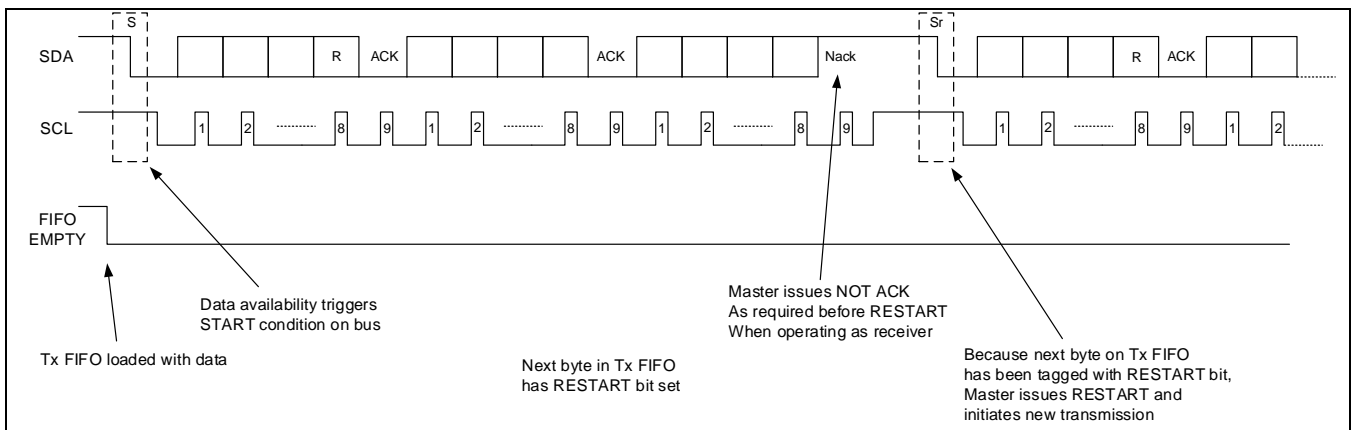 S
Sr
SDA
R
ACK
ACK
Nack
R
ACK
SCL
1 2 8 9 1 2 8 9 1 2 8 9 1 2 8 9 1 2
FIFO
EMPTY
Data availability triggers
START condition on bus
Tx FIFO loaded with data
Next byte in Tx FIFO
has RESTART bit set
Master issues NOT ACK
As required before RESTART
When operating as receiver
Because next byte on Tx FIFO
has been tagged with RESTART bit,
Master issues RESTART and
initiates new transmission